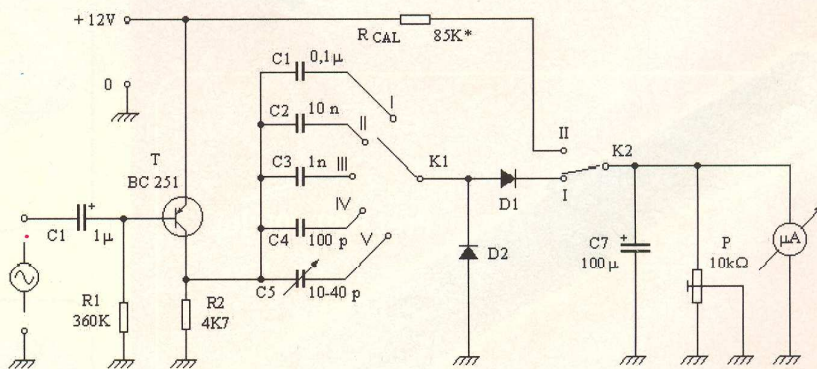 +12V
R CAL 85K*
C1 0,1µ
0
I
C2 10 n
II
II
T
K1
K2
C3 1n III
BC 251
I
D1
IV
C1 1µ
C4 100 p
V
D2
C7 100 µ
P 10kΩ
µA
C5 10-40 p
R1 360K
R2 4K7